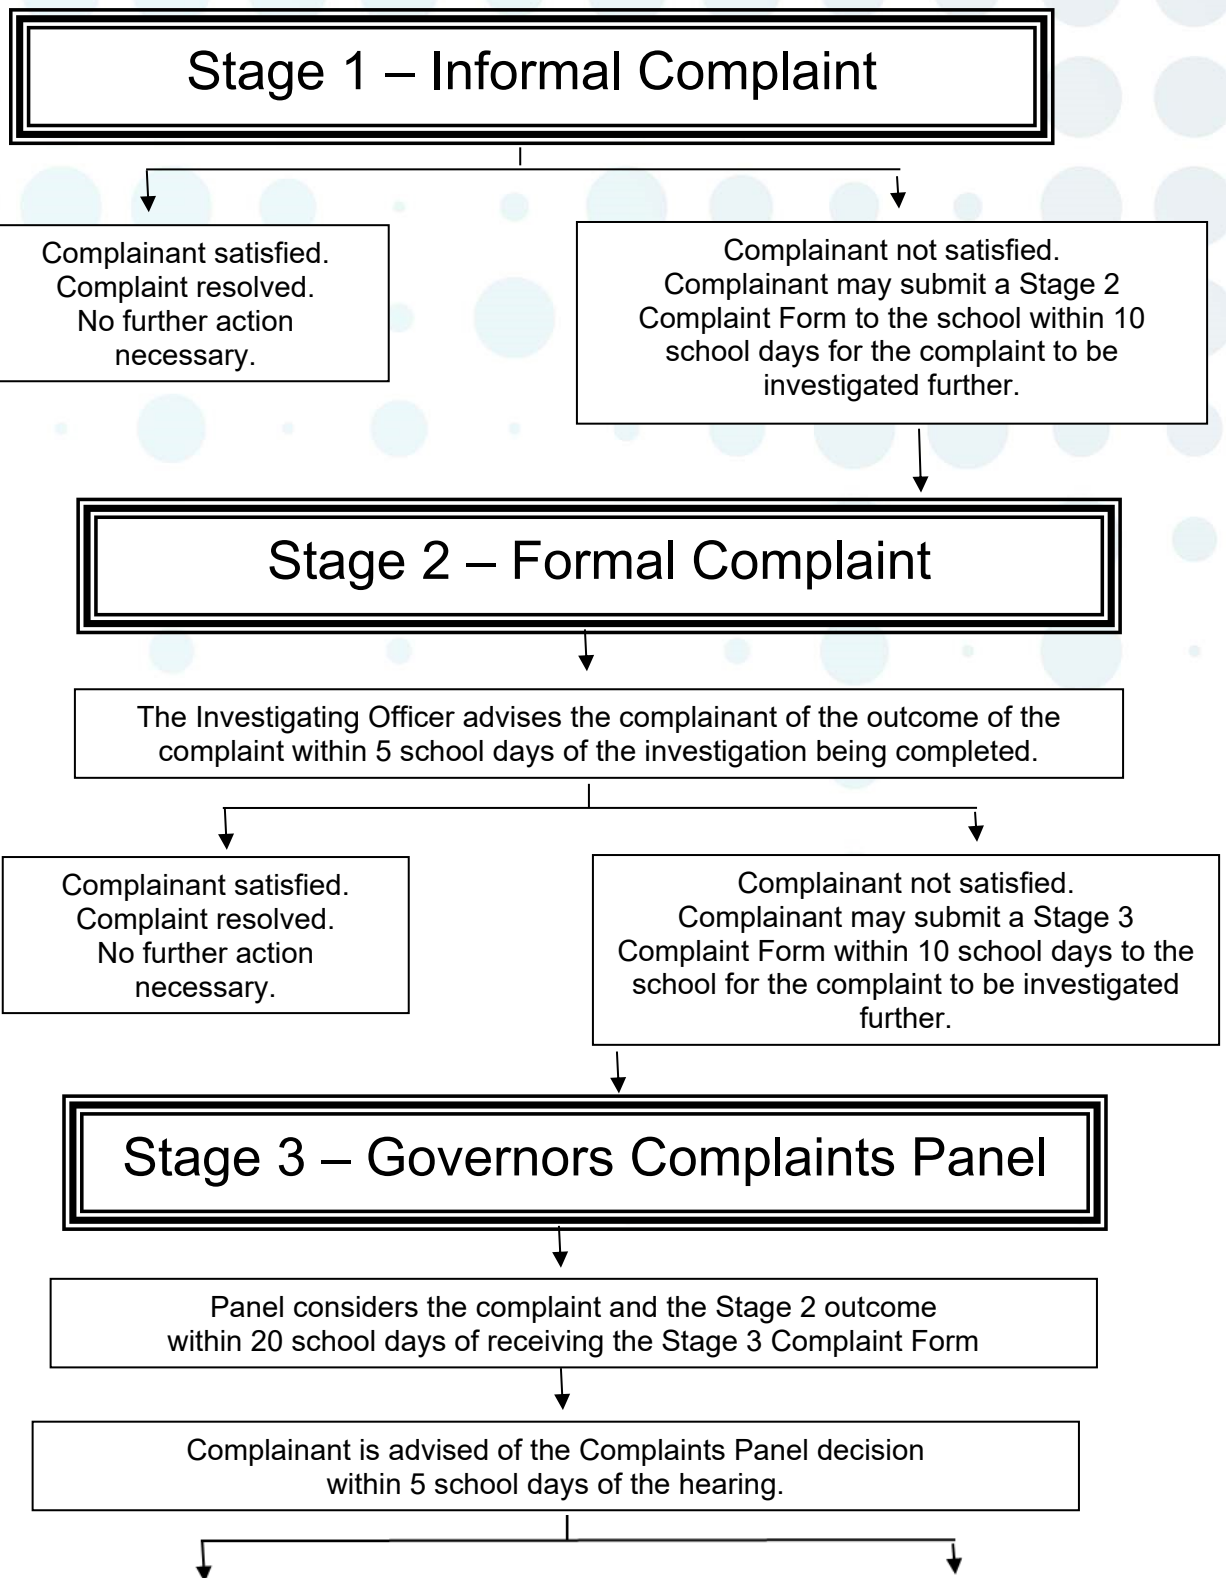 Stage 1 – Informal Complaint
Complainant satisfied.
Complaint resolved.
No further action
necessary.
Complainant not satisfied.
Complainant may submit a Stage 2
Complaint Form to the school within 10
school days for the complaint to be
investigated further.
Stage 2 – Formal Complaint
The Investigating Officer advises the complainant of the outcome of the
complaint within 5 school days of the investigation being completed.
Complainant satisfied.
Complaint resolved.
No further action
necessary.
Complainant not satisfied.
Complainant may submit a Stage 3
Complaint Form within 10 school days to the
school for the complaint to be investigated
further.
Stage 3 – Governors Complaints Panel
Panel considers the complaint and the Stage 2 outcome
within 20 school days of receiving the Stage 3 Complaint Form
Complainant is advised of the Complaints Panel decision
within 5 school days of the hearing.